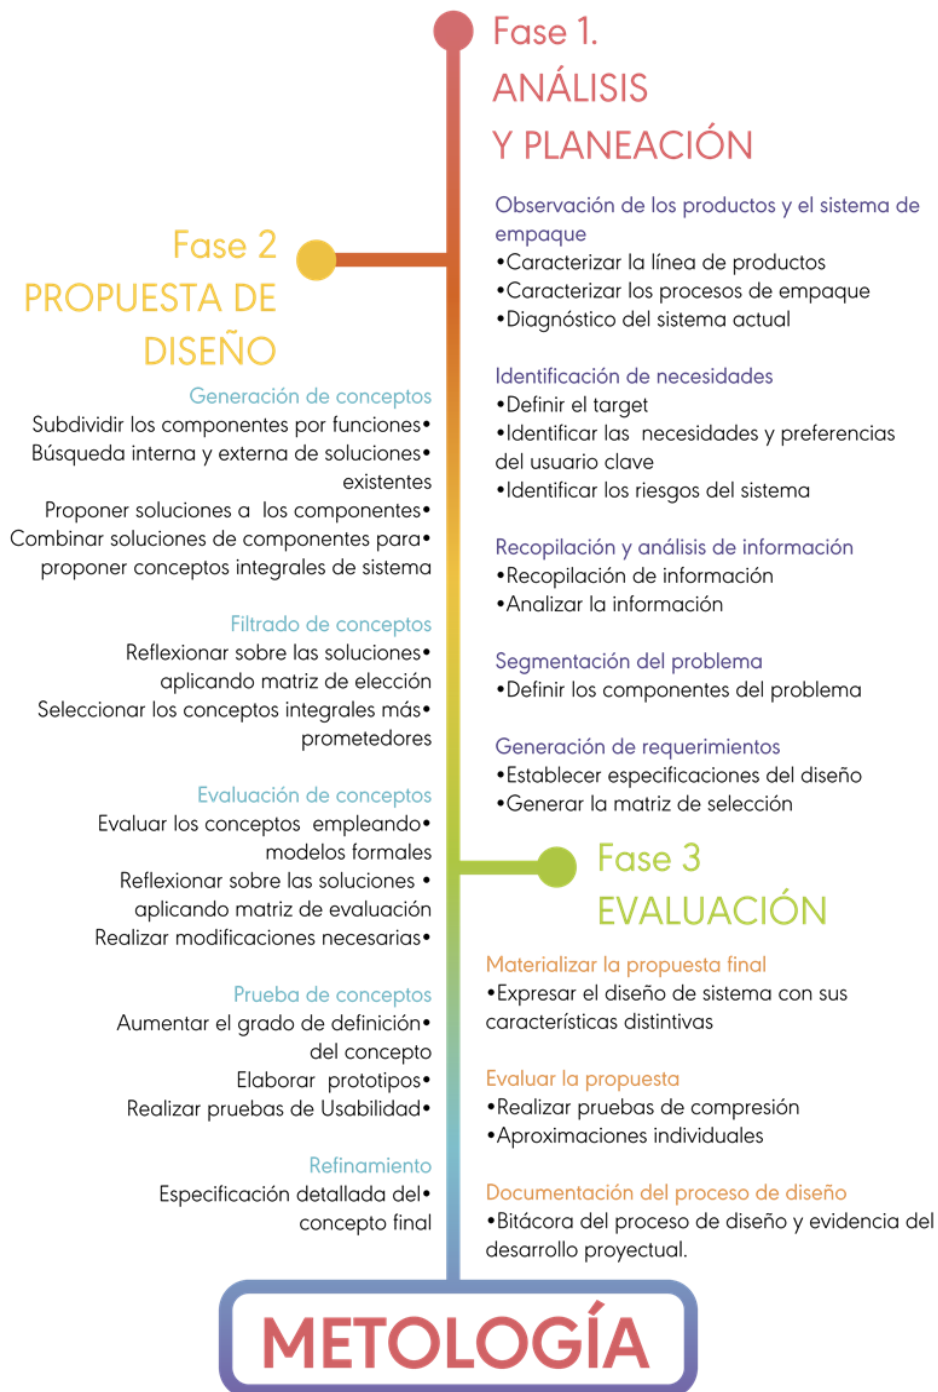 Fase 1.
ANÁLISIS
Y PLANEACIÓN
Observación de los productos y el sistema de
empaque
•Caracterizar la línea de productos
•Caracterizar los procesos de empaque
•Diagnóstico del sistema actual
Identificación de necesidades
•Definir el target
•Identificar las necesidades y preferencias
del usuario clave
•Identificar los riesgos del sistema
Recopilación y análisis de información
•Recopilación de información
•Analizar la información
Segmentación del problema
•Definir los componentes del problema
Generación de requerimientos
•Establecer especificaciones del diseño
•Generar la matriz de selección
Fase 2
PROPUESTA DE
DISEÑO
Generación de conceptos
Subdividir los componentes por funciones•
Búsqueda interna y externa de soluciones•
existentes
Proponer soluciones a los componentes•
Combinar soluciones de componentes para•
proponer conceptos integrales de sistema
Filtrado de conceptos
Reflexionar sobre las soluciones•
aplicando matriz de elección
Seleccionar los conceptos integrales más•
prometedores
Evaluación de conceptos
Evaluar los conceptos empleando•
modelos formales
Reflexionar sobre las soluciones •
aplicando matriz de evaluación
Realizar modificaciones necesarias•
Prueba de conceptos
Aumentar el grado de definición•
del concepto
Elaborar prototipos•
Realizar pruebas de Usabilidad•
Refinamiento
Especificación detallada del•
concepto final
Fase 3
EVALUACIÓN
Materializar la propuesta final
•Expresar el diseño de sistema con sus
características distintivas
Evaluar la propuesta
•Realizar pruebas de compresión
•Aproximaciones individuales
Documentación del proceso de diseño
•Bitácora del proceso de diseño y evidencia del
desarrollo proyectual.
METOLOGÍA